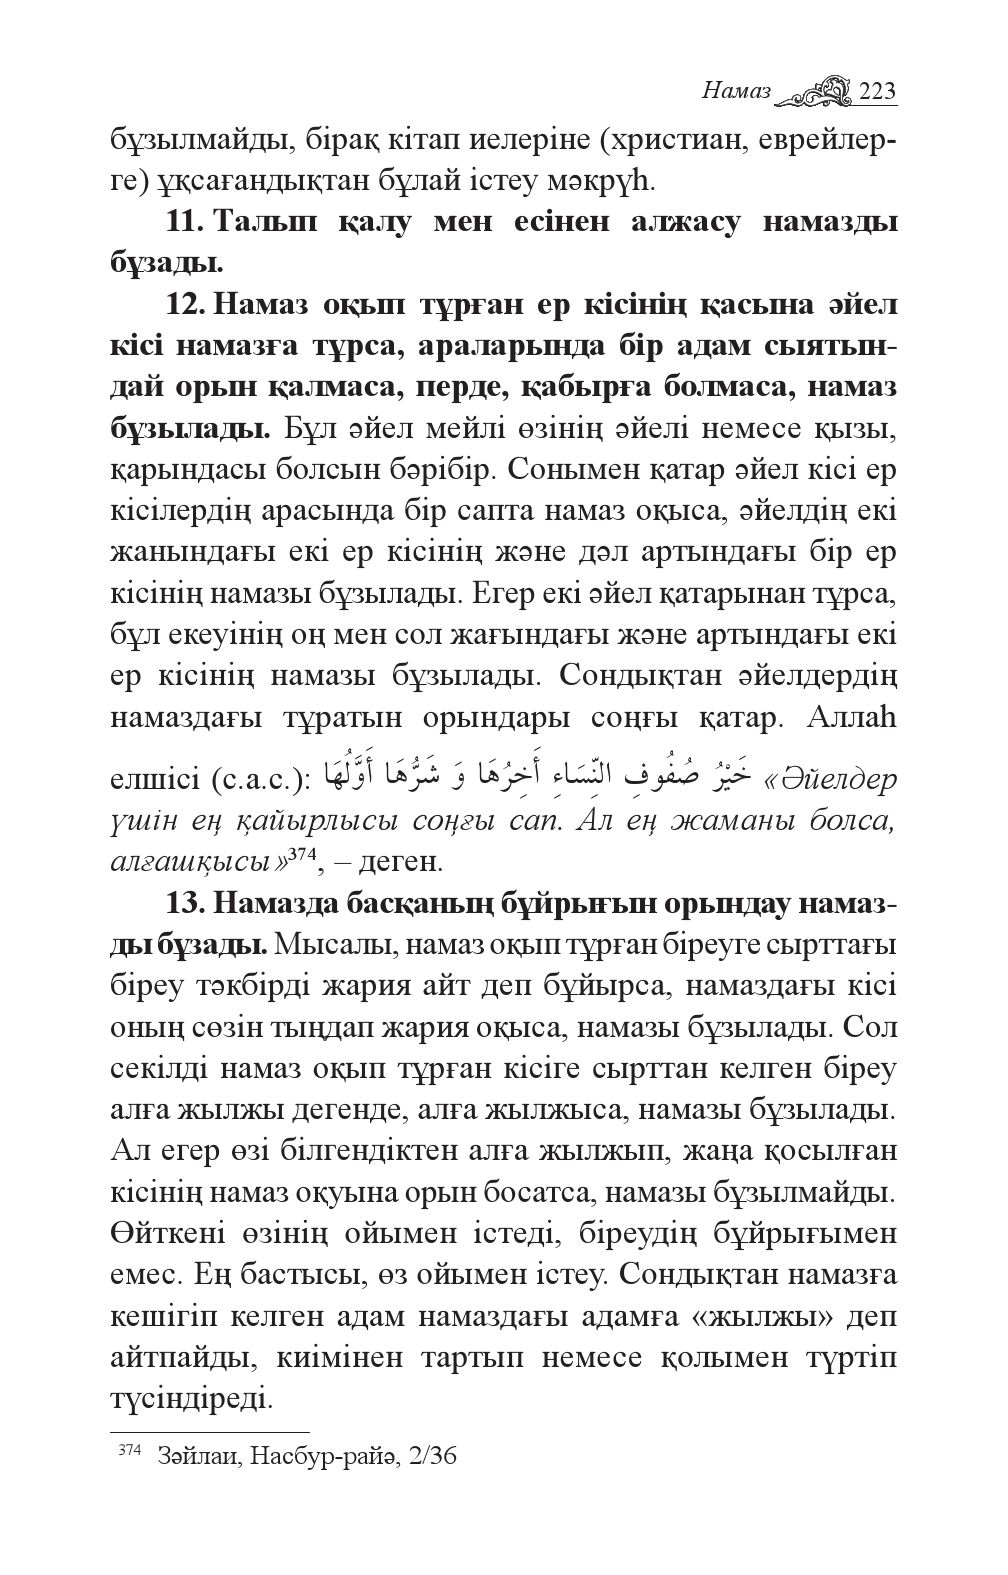 Намаз 223
бұзылмайды, бірақ кітап иелеріне (христиан, еврейлер-
ге) ұқсағандықтан бұлай істеу мәкрүһ.
11. Талып қалу мен есінен алжасу намазды
бұзады.
12. Намаз оқып тұрған ер кісінің қасына әйел
кісі намазға тұрса, араларында бір адам сыятын-
дай орын қалмаса, перде, қабырға болмаса, намаз
бұзылады. Бұл әйел мейлі өзінің әйелі немесе қызы,
қарындасы болсын бәрібір. Сонымен қатар әйел кісі ер
кісілердің арасында бір сапта намаз оқыса, әйелдің екі
жанындағы екі ер кісінің және дәл артындағы бір ер
кісінің намазы бұзылады. Егер екі әйел қатарынан тұрса,
бұл екеуінің оң мен сол жағындағы және артындағы екі
ер кісінің намазы бұзылады. Сондықтан әйелдердің
намаздағы тұратын орындары соңғы қатар. Аллаһ
елшісі (с.а.с.): خَيْرُ صُفُوفِ النِّسَاءِ أَخِرُهَا وَ شَرُّهَا أَوَّلُهَا «Әйелдер
үшін ең қайырлысы соңғы сап. Ал ең жаманы болса,
алғашқысы»374, – деген.
13. Намазда басқаның бұйрығын орындау намаз-
ды бұзады. Мысалы, намаз оқып тұрған біреуге сырттағы
біреу тәкбірді жария айт деп бұйырса, намаздағы кісі
оның сөзін тыңдап жария оқыса, намазы бұзылады. Сол
секілді намаз оқып тұрған кісіге сырттан келген біреу
алға жылжы дегенде, алға жылжыса, намазы бұзылады.
Ал егер өзі білгендіктен алға жылжып, жаңа қосылған
кісінің намаз оқуына орын босатса, намазы бұзылмайды.
Өйткені өзінің ойымен істеді, біреудің бұйрығымен
емес. Ең бастысы, өз ойымен істеу. Сондықтан намазға
кешігіп келген адам намаздағы адамға «жылжы» деп
айтпайды, киімінен тартып немесе қолымен түртіп
түсіндіреді.
374 Зәйлаи, Насбур-райә, 2/36